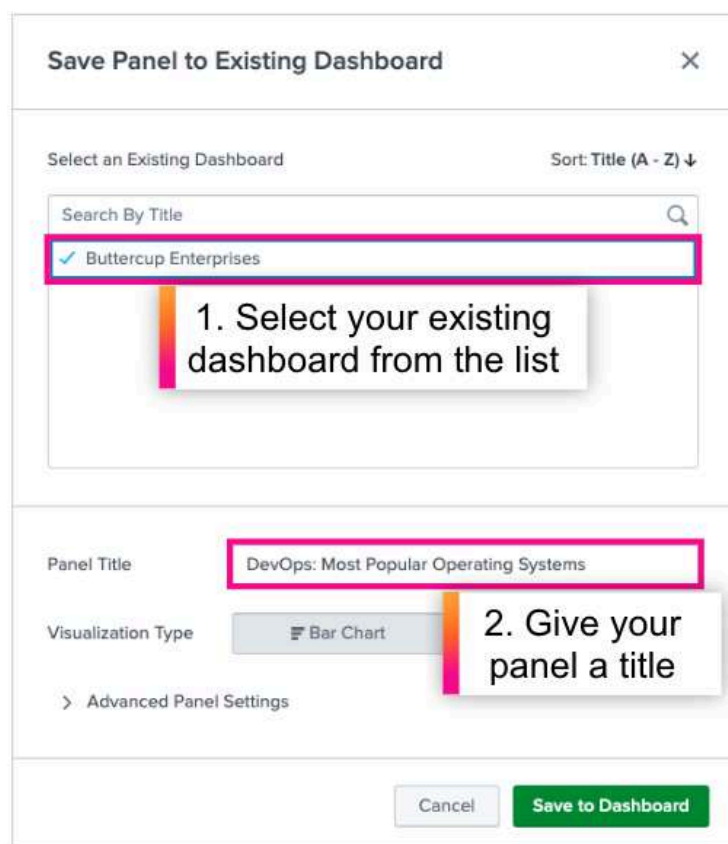 Save Panel to Existing Dashboard
Select an Existing Dashboard
Sort: Title (A - Z)
Search By Title
Buttercup Enterprises
1. Select your existing
dashboard from the list
Panel Title
DevOps: Most Popular Operating Systems
Visualization Type
Bar Chart
2. Give your
panel a title
Advanced Panel Settings
Cancel
Save to Dashboard